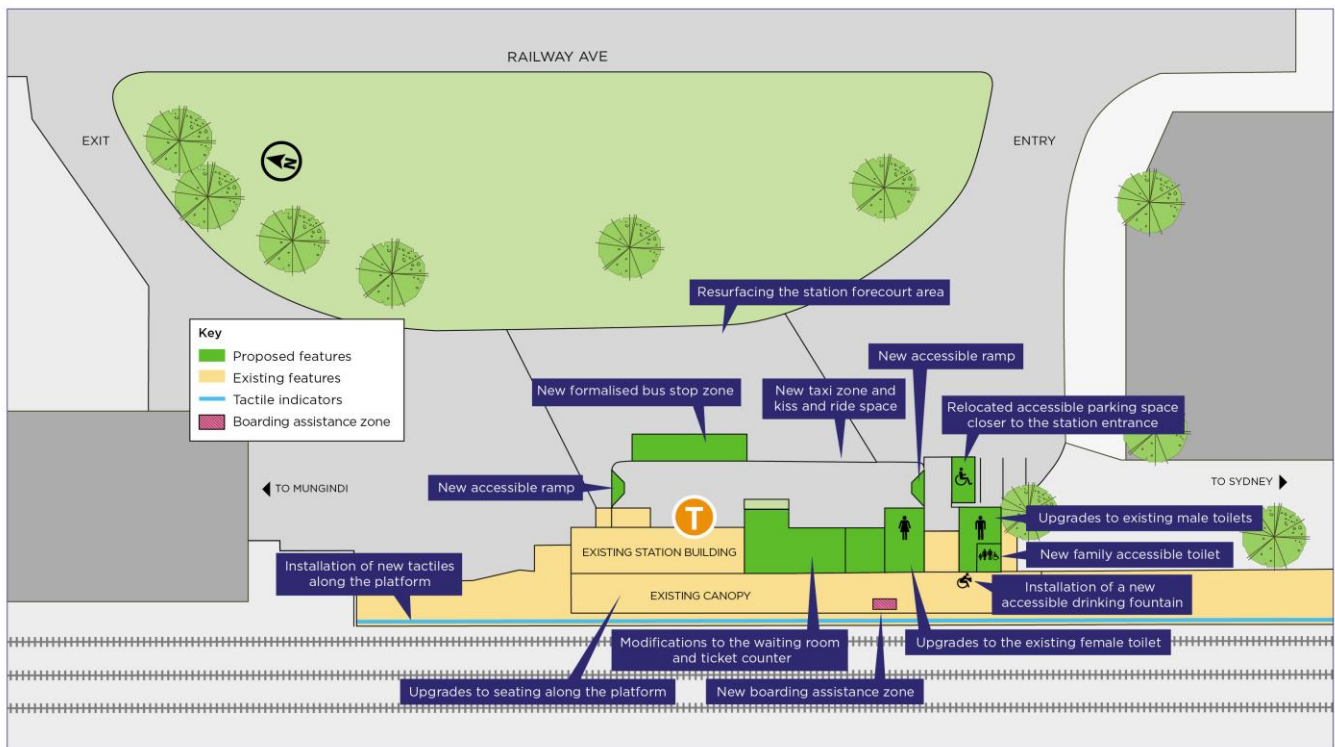 RAILWAY AVE
EXIT
N
ENTRY
Resurfacing the station forecourt area
Key
Proposed features
Existing features
Tactile indicators
Boarding assistance zone
New accessible ramp
New formalised bus stop zone
New taxi zone and
kiss and ride space
Relocated accessible parking space
closer to the station entrance
New accessible ramp
TO MUNGINDI
TO SYDNEY
T
Upgrades to existing male toilets
EXISTING STATION BUILDING
New family accessible toilet
Installation of new tactiles
along the platform
EXISTING CANOPY
Installation of a new
accessible drinking fountain
Modifications to the waiting room
and ticket counter
Upgrades to the existing female toilet
Upgrades to seating along the platform
New boarding assistance zone